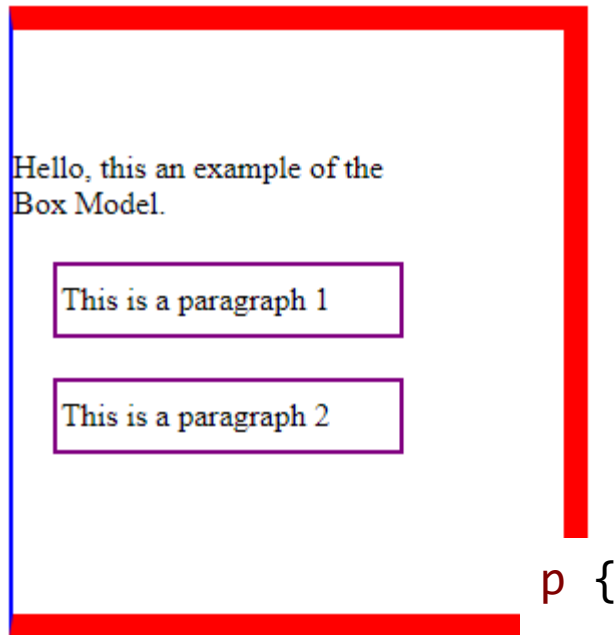 Hello, this an example of the
Box Model.
This is a paragraph 1
This is a paragraph 2
p {